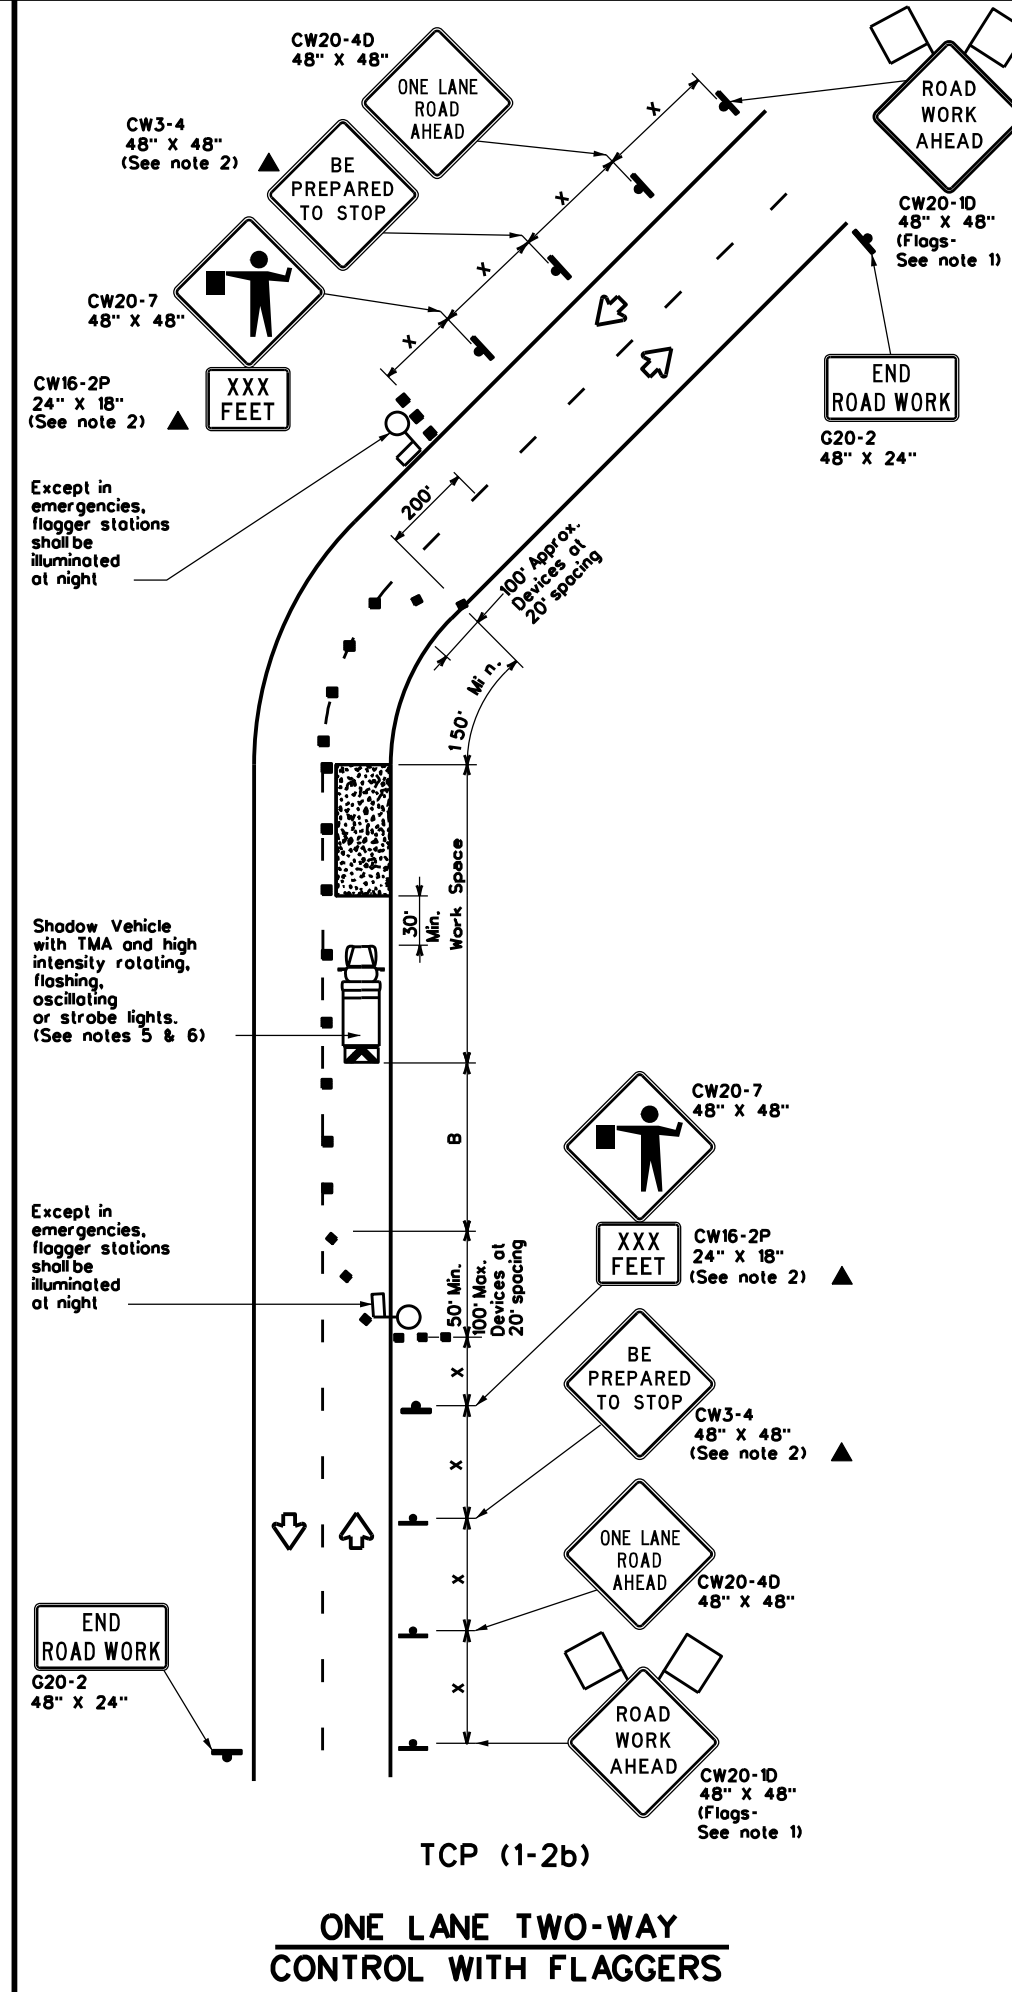 CW20-4D
48" X 48"
ONE LANE
ROAD
AHEAD
ROAD
WORK
AHEAD
CW20-1D
48" X 48"
(Flags-
See note 1)
CW3-4
48" X 48"
(See note 2)
BE
PREPARED
TO STOP
X
X
X
X
CW20-7
48" X 48"
CW16-2P
24" X 18"
(See note 2)
XXX
FEET
END
ROAD WORK
G20-2
48" X 24"
Except in
emergencies,
flagger stations
shall be
illuminated
at night
200'
100' Approx.
Devices at
20' spacing
150' Min.
Work Space
30'
Min.
Shadow Vehicle
with TMA and high
intensity rotating,
flashing,
oscillating
or strobe lights.
(See notes 5 & 6)
B
CW20-7
48" X 48"
XXX
FEET
CW16-2P
24" X 18"
(See note 2)
Except in
emergencies,
flagger stations
shall be
illuminated
at night
50' Min.
100' Max.
Devices at
20' spacing
X
X
X
X
BE
PREPARED
TO STOP
CW3-4
48" X 48"
(See note 2)
ONE LANE
ROAD
AHEAD
CW20-4D
48" X 48"
END
ROAD WORK
G20-2
48" X 24"
ROAD
WORK
AHEAD
CW20-1D
48" X 48"
(Flags-
See note 1)
TCP (1-2b)
ONE LANE TWO-WAY
CONTROL WITH FLAGGERS